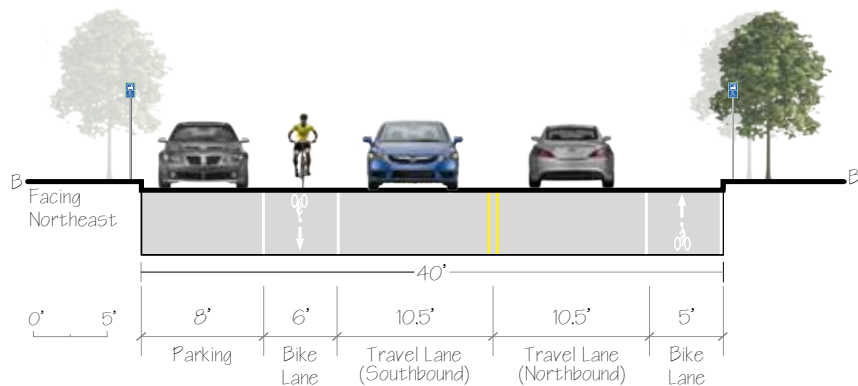 B
B
Facing
Northeast
40'
0' 5'
8' 6' 10.5' 10.5' 5'
Parking
Bike
Lane
Travel Lane
(Southbound)
Travel Lane
(Northbound)
Bike
Lane